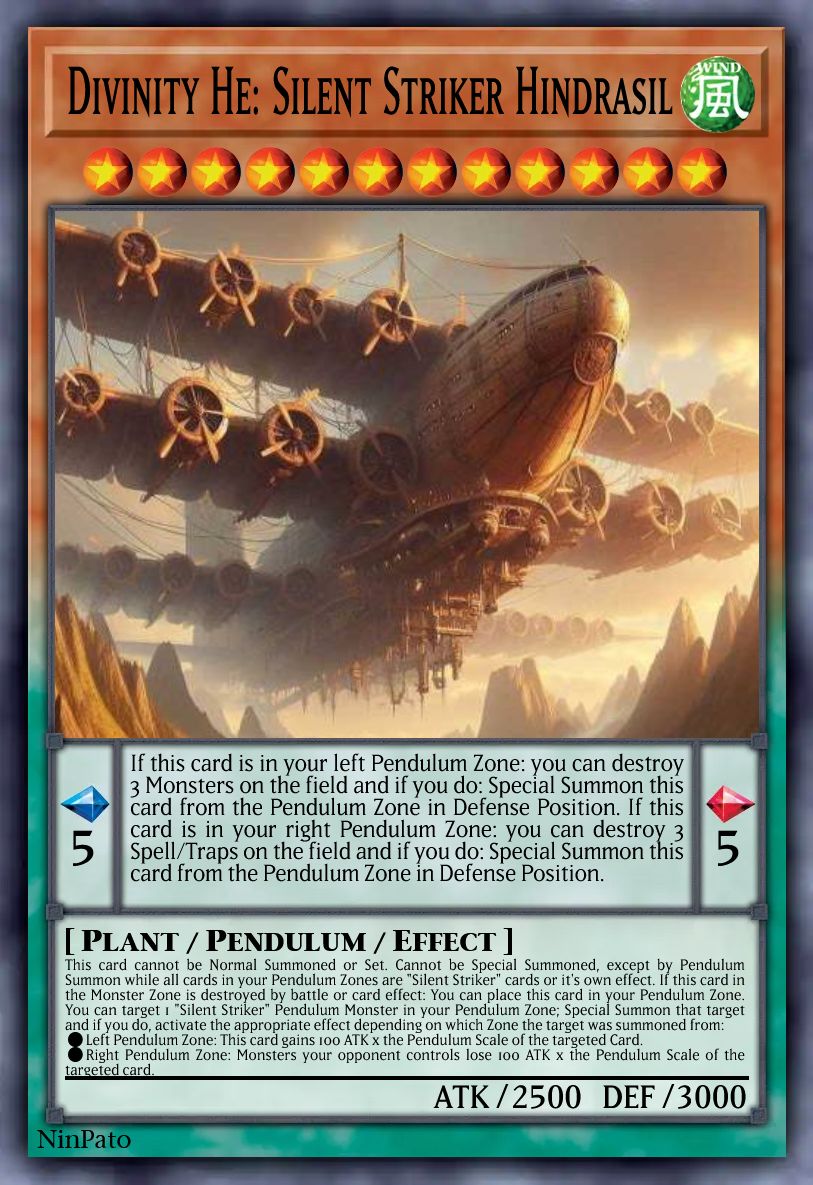 Divinity He: Silent Striker Hindrasil
WIND
風
If this card is in your left Pendulum Zone: you can destroy
3 Monsters on the field and if you do: Special Summon this
card from the Pendulum Zone in Defense Position. If this
card is in your right Pendulum Zone: you can destroy 3
Spell/Traps on the field and if you do: Special Summon this
card from the Pendulum Zone in Defense Position.
5
5
[ Plant / Pendulum / Effect ]
This card cannot be Normal Summoned or Set. Cannot be Special Summoned, except by Pendulum
Summon while all cards in your Pendulum Zones are "Silent Striker" cards or it's own effect. If this card in
the Monster Zone is destroyed by battle or card effect: You can place this card in your Pendulum Zone.
You can target 1 "Silent Striker" Pendulum Monster in your Pendulum Zone; Special Summon that target
and if you do, activate the appropriate effect depending on which Zone the target was summoned from:
●Left Pendulum Zone: This card gains 100 ATK x the Pendulum Scale of the targeted Card.
●Right Pendulum Zone: Monsters your opponent controls lose 100 ATK x the Pendulum Scale of the
targeted card.
ATK / 2500 DEF / 3000
NinPato